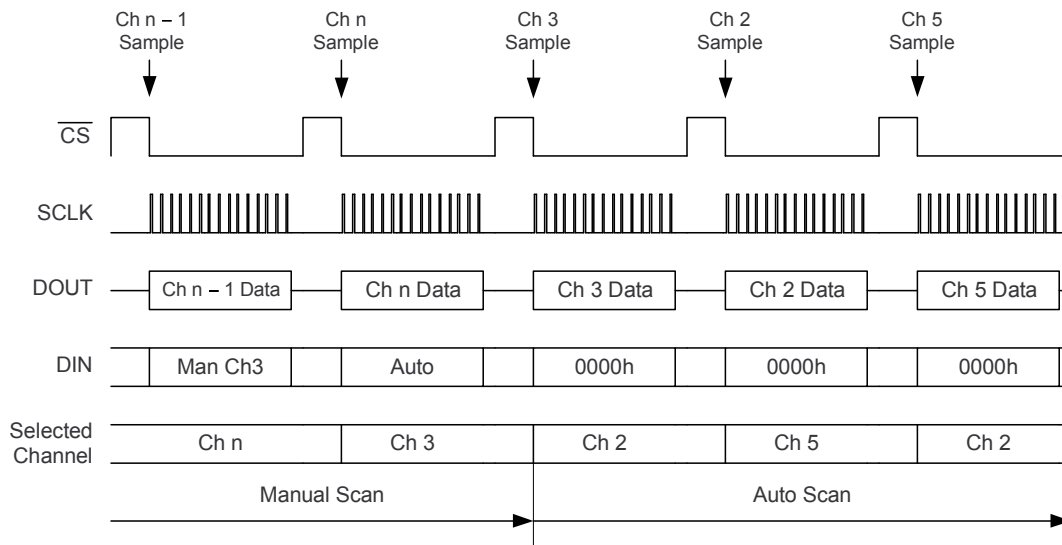 Ch n – 1 Sample
Ch n Sample
Ch 3 Sample
Ch 2 Sample
Ch 5 Sample
CS
SCLK
DOUT
Ch n – 1 Data
Ch n Data
Ch 3 Data
Ch 2 Data
Ch 5 Data
DIN
Man Ch3
Auto
0000h
0000h
0000h
Selected Channel
Ch n
Ch 3
Ch 2
Ch 5
Ch 2
Manual Scan
Auto Scan